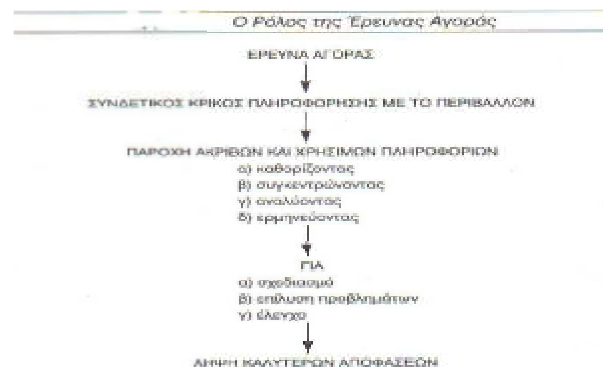 Ο Ρόλος της Έρευνας Αγοράς
ΕΡΕΥΝΑ ΑΓΟΡΑΣ
ΣΥΝΔΕΤΙΚΟΣ ΚΡΙΚΟΣ ΠΛΗΡΟΦΟΡΗΣΗΣ ΜΕ ΤΟ ΠΕΡΙΒΑΛΛΟΝ
ΠΑΡΟΧΗ ΑΚΡΙΒΩΝ ΚΑΙ ΧΡΗΣΙΜΩΝ ΠΛΗΡΟΦΟΡΙΩΝ
α) καθορίζοντας
β) συγκεντρώνοντας
γ) αναλύοντας
δ) ερμηνεύοντας
ΓΙΑ
α) σχεδιασμό
β) επίλυση προβλημάτων
γ) έλεγχο
ΛΗΨΗ ΚΑΛΥΤΕΡΩΝ ΑΠΟΦΑΣΕΩΝ